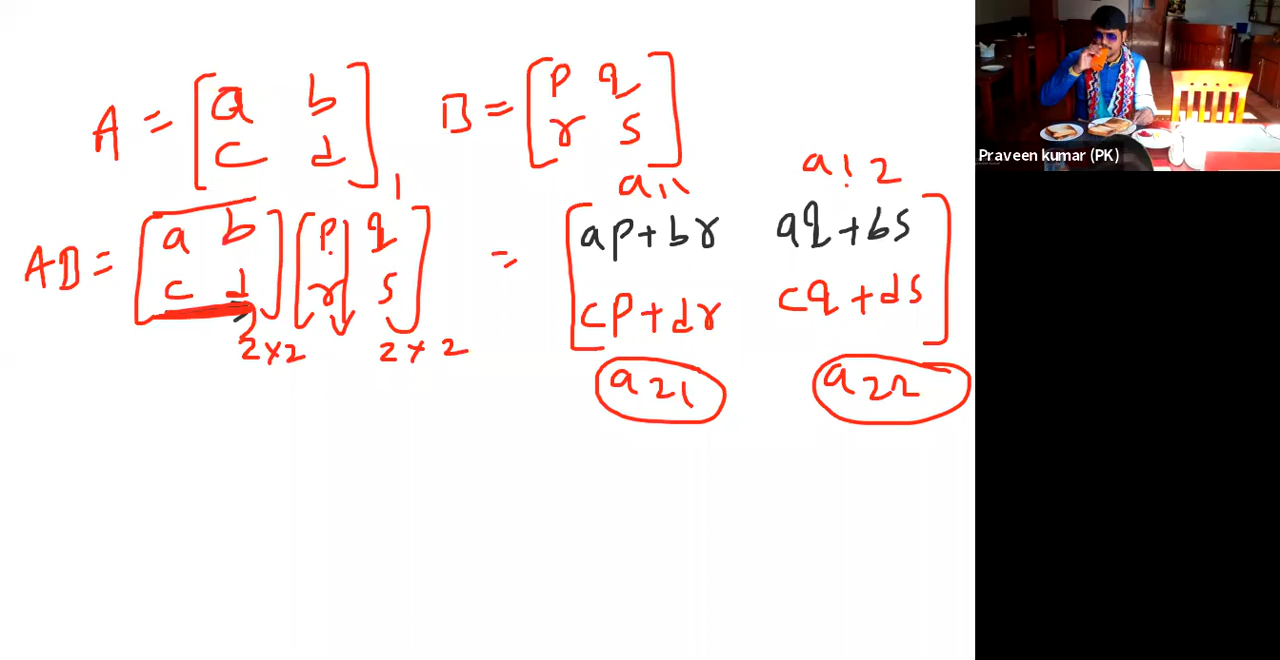 A = [a b
c d], B = [p q
r s]
Praveen kumar (PK)
a11 a12
AB = [a b
c d] [p q
r s] = [ap+br aq+bs
cp+dr cq+ds]
2×2 2×2
a21 a22